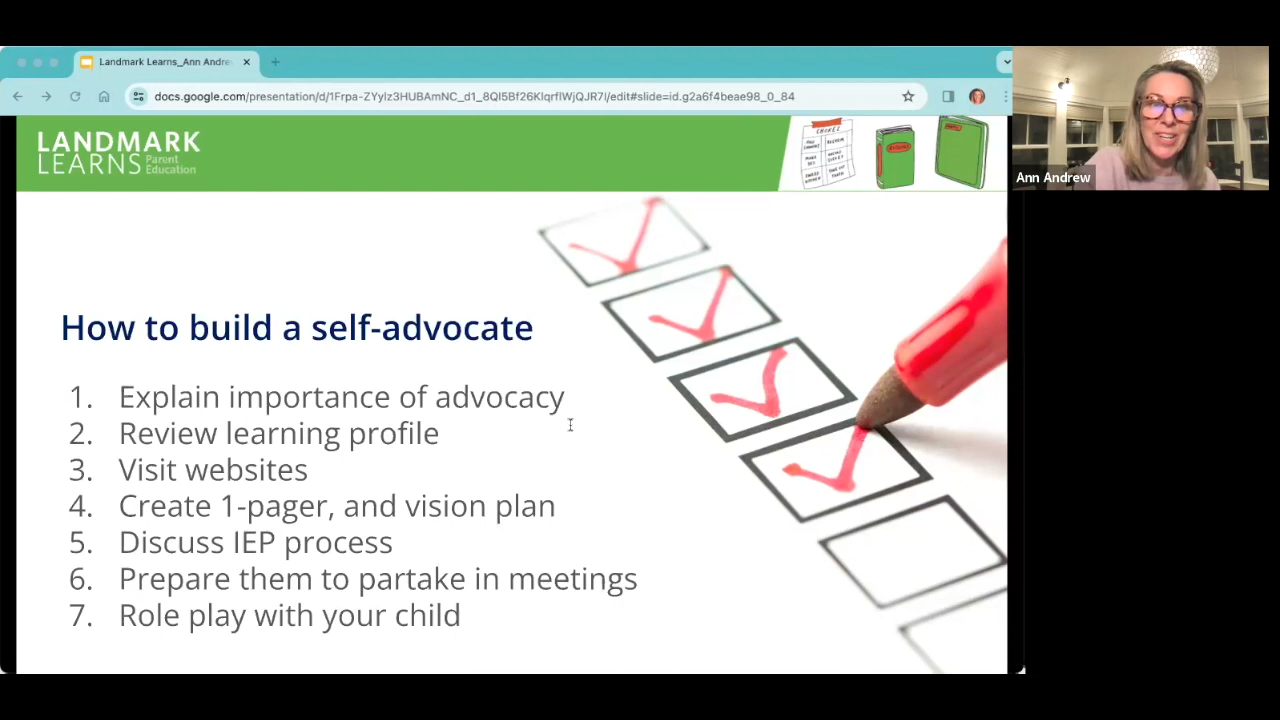 Landmark Learns_Ann Andre
docs.google.com/presentation/d/1Frpa-ZYylz3HUBAmNC_d1_8Ql5Bf26KlqrflWjQJR7I/edit#slide=id.g2a6f4beae98_0_84
LANDMARK
LEARNS Parent Education
CHORES
Ann Andrew
How to build a self-advocate
1. Explain importance of advocacy
2. Review learning profile
3. Visit websites
4. Create 1-pager, and vision plan
5. Discuss IEP process
6. Prepare them to partake in meetings
7. Role play with your child